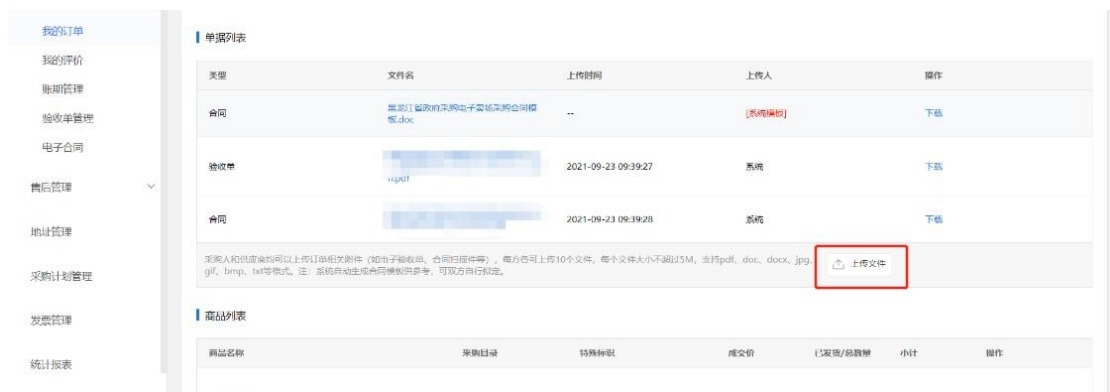 我的订单
我的评价
账期管理
验收单管理
电子合同
售后管理
地址管理
采购计划管理
发票管理
统计报表
单据列表
类型 文件名 上传时间 上传人 操作
合同 黑龙江省政府采购电子卖场采购合同模
板.doc -- [系统模板] 下载
验收单 2021-09-23 09:39:27 系统 下载
.pdf
合同 2021-09-23 09:39:28 系统 下载
采购人和供应商均可以上传订单相关附件（如电子验收单、合同扫描件等），每方各可上传10个文件，每个文件大小不超过5M，支持pdf、doc、docx、jpg、
gif、bmp、txt等格式。注：系统自动生成合同模板供参考，可双方自行拟定。
上传文件
商品列表
商品名称 采购目录 特殊标识 成交价 已发货/总数量 小计 操作